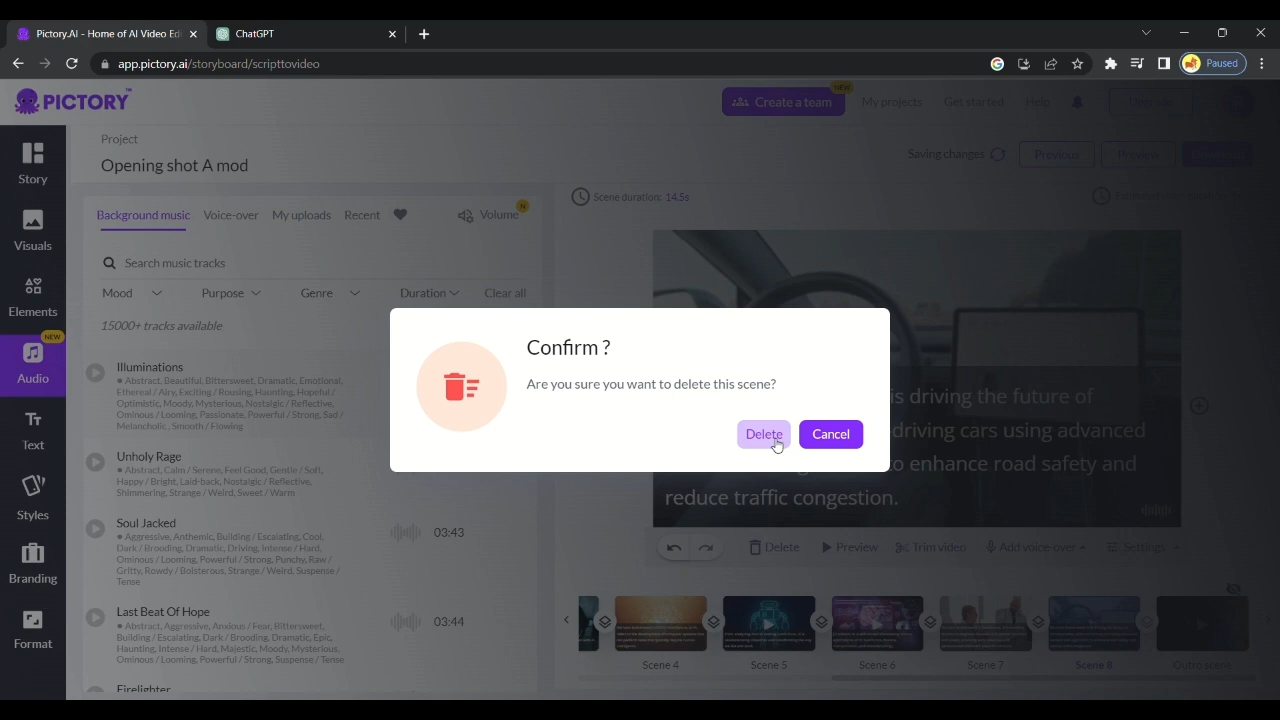 Pictory.AI - Home of AI Video Edi
ChatGPT
app.pictory.ai/storyboard/scripttovideo
Paused
PICTORY
NEW
Create a team
My projects
Get started
Help
Upgrade
Story
Visuals
Elements
NEW
Audio
Text
Styles
Branding
Format
Project
Opening shot A mod
Saving changes
Previous
Preview
Background music
Voice-over
My uploads
Recent
Volume
N
Search music tracks
Mood
Purpose
Genre
Duration
Clear all
15000+ tracks available
Illuminations
• Abstract, Beautiful, Bittersweet, Dramatic, Emotional,
Ethereal / Airy, Exciting / Rousing, Haunting, Hopeful /
Optimistic, Moody, Mysterious, Nostalgic / Reflective,
Ominous / Looming, Passionate, Powerful / Strong, Sad /
Melancholic, Smooth / Flowing
Unholy Rage
• Abstract, Calm / Serene, Feel Good, Gentle / Soft,
Happy / Bright, Laid-back, Nostalgic / Reflective,
Shimmering, Strange / Weird, Sweet / Warm
Soul Jacked
• Aggressive, Anthemic, Building / Escalating, Cool,
Dark / Brooding, Dramatic, Driving, Intense / Hard,
Ominous / Looming, Powerful / Strong, Punchy, Raw /
Gritty, Rowdy / Boisterous, Strange / Weird, Suspense /
Tense
03:43
Last Beat Of Hope
• Abstract, Aggressive, Anxious / Fear, Bittersweet,
Building / Escalating, Dark / Brooding, Dramatic, Epic,
Haunting, Intense / Hard, Majestic, Moody, Mysterious,
Ominous / Looming, Powerful / Strong, Suspense / Tense
03:44
Firelighter
Scene duration: 14.5s
is driving the future of
driving cars using advanced
to enhance road safety and
reduce traffic congestion.
Confirm ?
Are you sure you want to delete this scene?
Delete
Cancel
Delete
Preview
Trim video
Add voice-over
Settings
Scene 4
Scene 5
Scene 6
Scene 7
Scene 8
Outro scene